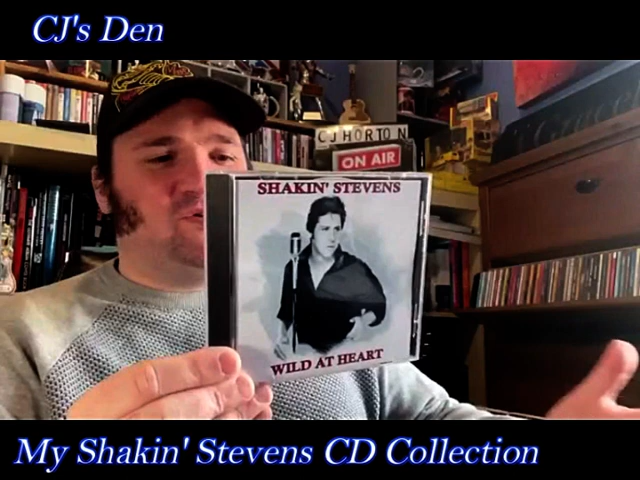 CJ's Den
CJ HORTON
ON AIR
SHAKIN' STEVENS
WILD AT HEART
My Shakin' Stevens CD Collection